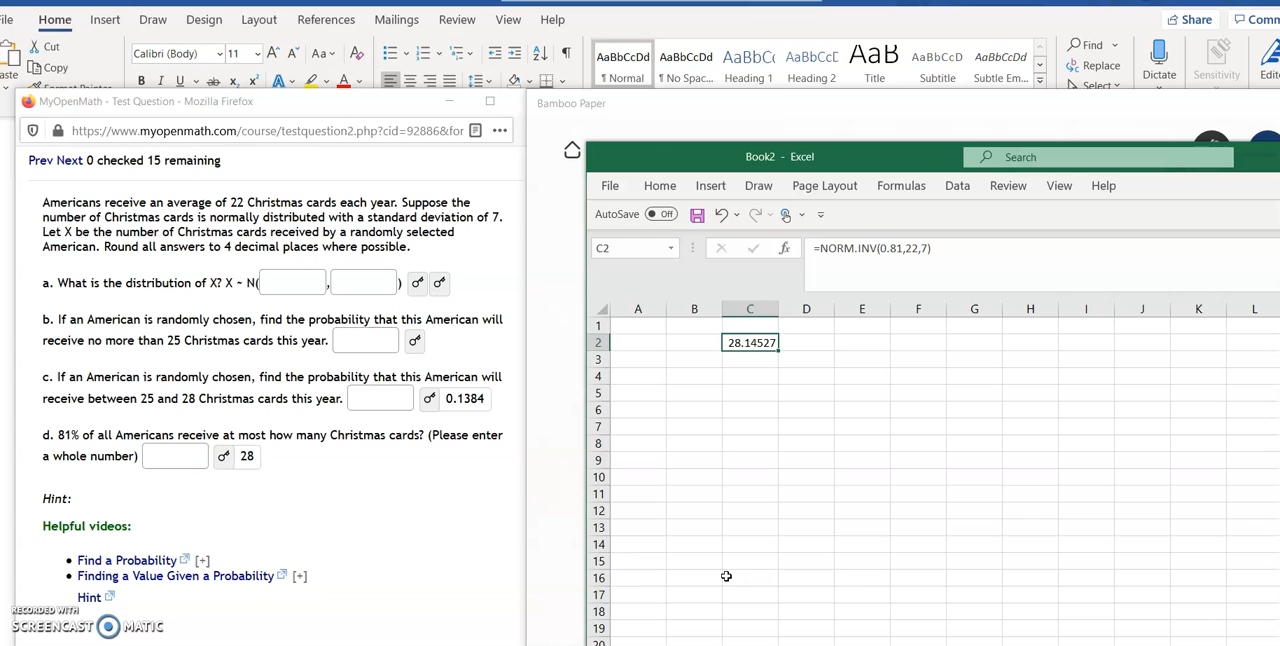 File Home Insert Draw Design Layout References Mailings Review View Help Share
Cut
Calibri (Body) 11 A A Aa A
AaBbCcDd AaBbCcDd AaBbCc AaBbCcD AaB AaBbCcD AaBbCcDd
Find
Copy
Replace
B I U ab x₂ x² A A
¶ Normal ¶ No Spac... Heading 1 Heading 2 Title Subtitle Subtle Em...
Select
Dictate Sensitivity
MyOpenMath - Test Question - Mozilla Firefox
Bamboo Paper
https://www.myopenmath.com/course/testquestion2.php?cid=92886&for
Prev Next 0 checked 15 remaining
Americans receive an average of 22 Christmas cards each year. Suppose the
number of Christmas cards is normally distributed with a standard deviation of 7.
Let X be the number of Christmas cards received by a randomly selected
American. Round all answers to 4 decimal places where possible.
a. What is the distribution of X? X ~ N( , )
b. If an American is randomly chosen, find the probability that this American will
receive no more than 25 Christmas cards this year.
c. If an American is randomly chosen, find the probability that this American will
receive between 25 and 28 Christmas cards this year. 0.1384
d. 81% of all Americans receive at most how many Christmas cards? (Please enter
a whole number) 28
Hint:
Helpful videos:
Find a Probability [+]
Finding a Value Given a Probability [+]
Hint
RECORDED WITH
SCREENCAST MATIC
Book2 - Excel
Search
File Home Insert Draw Page Layout Formulas Data Review View Help
AutoSave Off
C2 fx =NORM.INV(0.81,22,7)
A B C D E F G H I J K L
1
2 28.14527
3
4
5
6
7
8
9
10
11
12
13
14
15
16
17
18
19
20